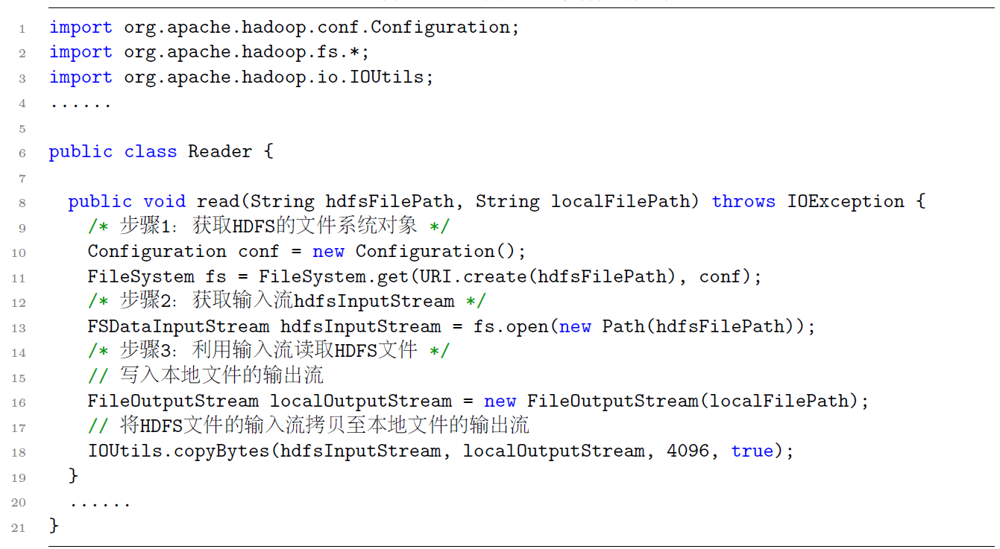 1 import org.apache.hadoop.conf.Configuration;
2 import org.apache.hadoop.fs.*;
3 import org.apache.hadoop.io.IOUtils;
4 ......
5
6 public class Reader {
7
8 public void read(String hdfsFilePath, String localFilePath) throws IOException {
9 /* 步骤1: 获取HDFS的文件系统对象 */
10 Configuration conf = new Configuration();
11 FileSystem fs = FileSystem.get(URI.create(hdfsFilePath), conf);
12 /* 步骤2: 获取输入流hdfsInputStream */
13 FSDataInputStream hdfsInputStream = fs.open(new Path(hdfsFilePath));
14 /* 步骤3: 利用输入流读取HDFS文件 */
15 // 写入本地文件的输出流
16 FileOutputStream localOutputStream = new FileOutputStream(localFilePath);
17 // 将HDFS文件的输入流拷贝至本地文件的输出流
18 IOUtils.copyBytes(hdfsInputStream, localOutputStream, 4096, true);
19 }
20 ......
21 }